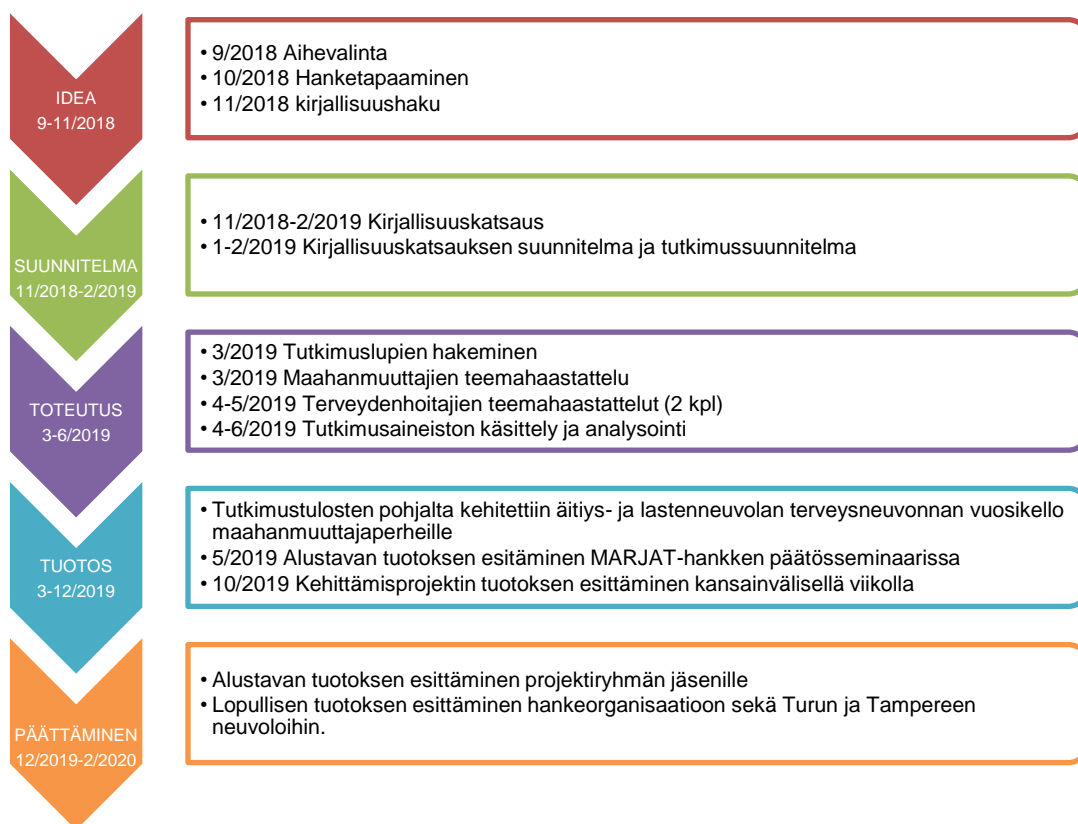 IDEA
9-11/2018
• 9/2018 Aihevalinta
• 10/2018 Hanketapaaminen
• 11/2018 kirjallisuushaku
SUUNNITELMA
11/2018-2/2019
• 11/2018-2/2019 Kirjallisuuskatsaus
• 1-2/2019 Kirjallisuuskatsauksen suunnitelma ja tutkimussuunnitelma
TOTEUTUS
3-6/2019
• 3/2019 Tutkimuslupien hakeminen
• 3/2019 Maahanmuuttajien teemahaastattelu
• 4-5/2019 Terveydenhoitajien teemahaastattelut (2 kpl)
• 4-6/2019 Tutkimusaineiston käsittely ja analysointi
TUOTOS
3-12/2019
• Tutkimustulosten pohjalta kehitettiin äitiys- ja lastenneuvolan terveysneuvonnan vuosikello
maahanmuuttajaperheille
• 5/2019 Alustavan tuotoksen esitäminen MARJAT-hankken päätösseminaarissa
• 10/2019 Kehittämisprojektin tuotoksen esittäminen kansainvälisellä viikolla
PÄÄTTÄMINEN
12/2019-2/2020
• Alustavan tuotoksen esittäminen projektiryhmän jäsenille
• Lopullisen tuotoksen esittäminen hankeorganisaatioon sekä Turun ja Tampereen
neuvoloihin.